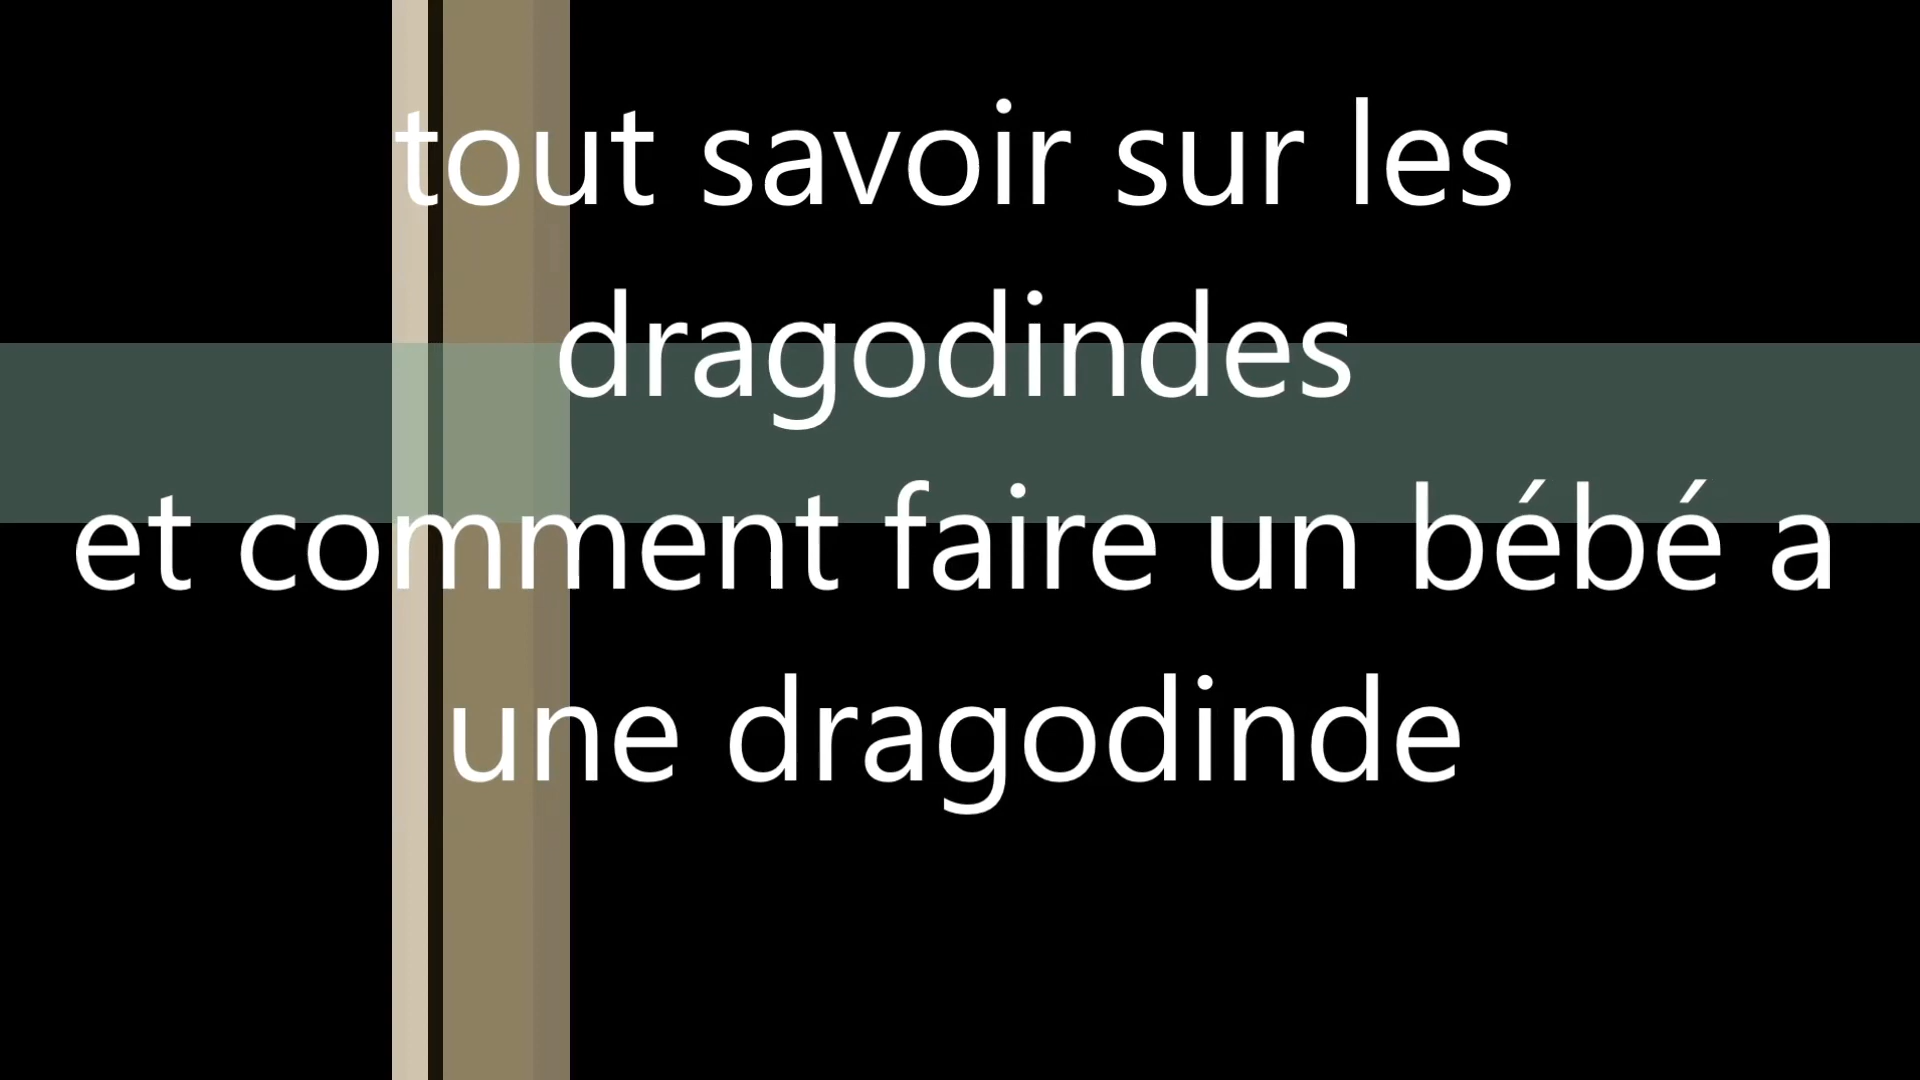 tout savoir sur les
dragodindes
et comment faire un bébé a
une dragodinde